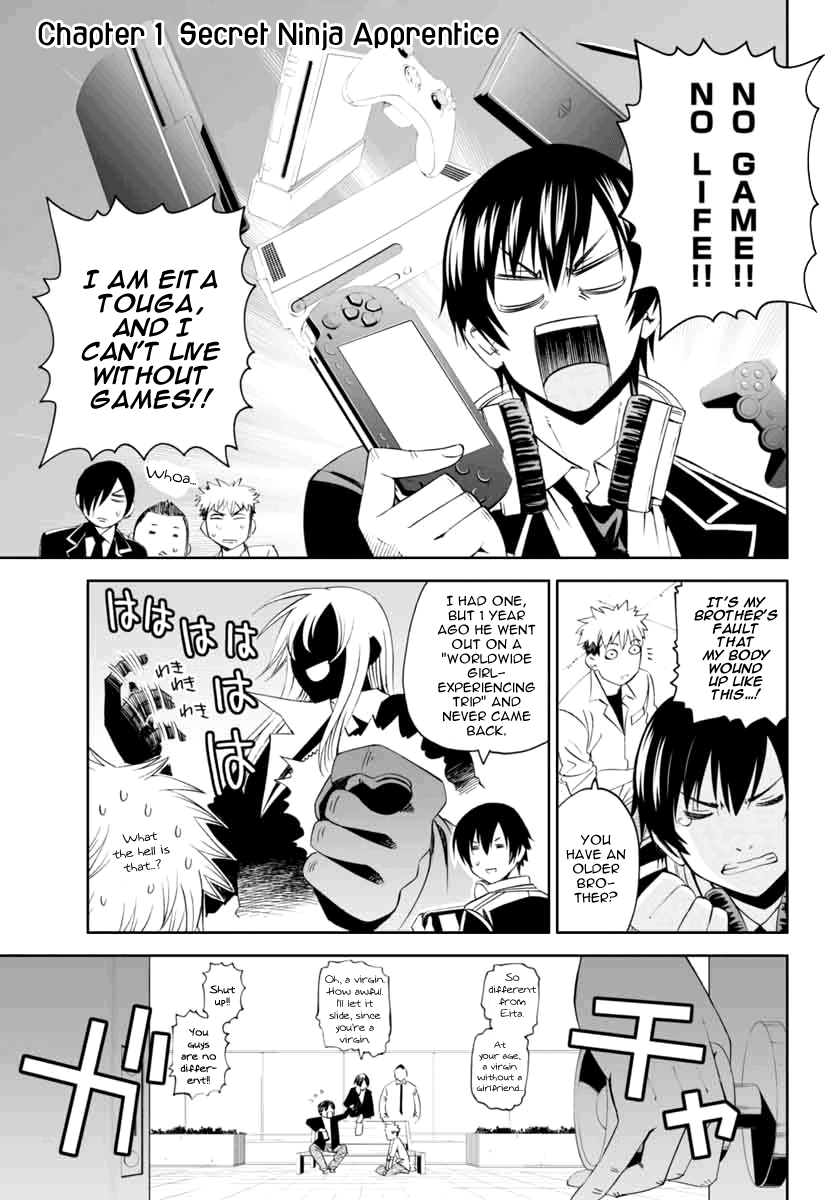 Chapter 1 Secret Ninja Apprentice
NO GAME!!
NO LIFE!!
I AM EITA
TOUGA,
AND I
CAN'T LIVE
WITHOUT
GAMES!!
Whoa...
IT'S MY
BROTHER'S
FAULT
THAT
MY BODY
WOUND
UP LIKE
THIS...!
YOU
HAVE AN
OLDER
BRO-
THER?
I HAD ONE,
BUT 1 YEAR
AGO HE WENT
OUT ON A
"WORLDWIDE
GIRL-
EXPERIENCING
TRIP" AND
NEVER CAME
BACK.
はははははは
わき
わき
わき
What
the hell is
that..?
So
different
from
Eita.
At
your age,
a virgin
without a
girlfriend...
Oh, a virgin.
How awful.
I'll let it
slide, since
you're a
virgin.
Shut
up!!
You
guys are no
differ-
ent!!
ガチャ